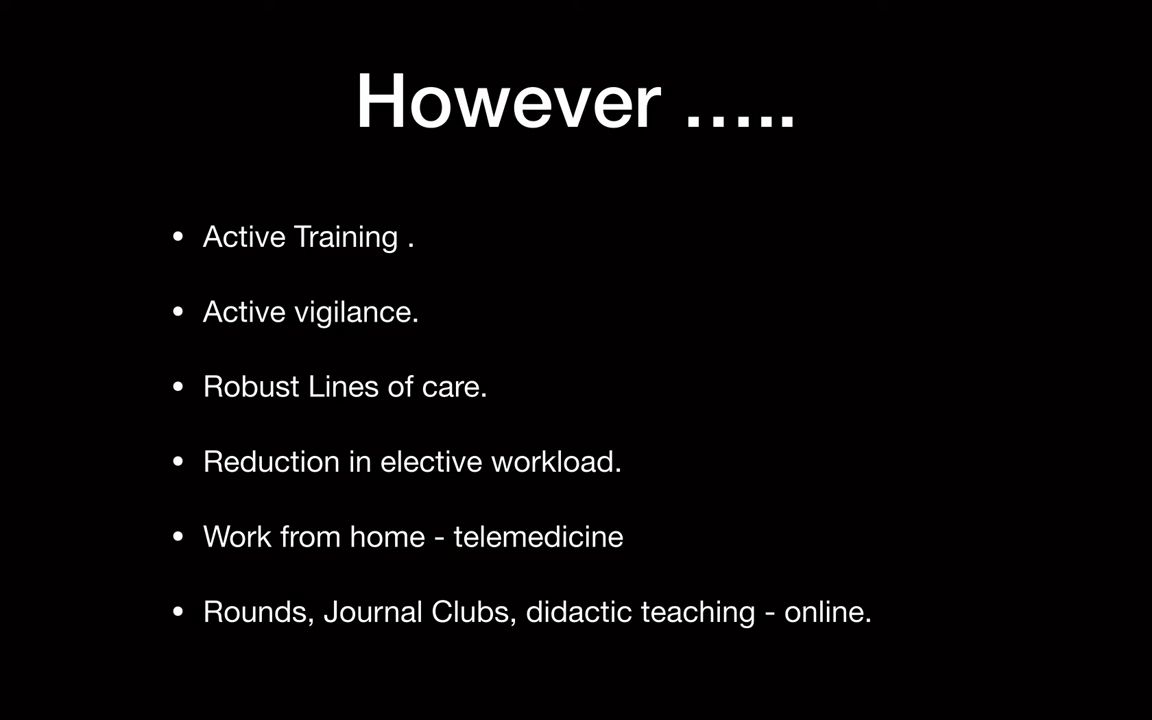 However …..
• Active Training .
• Active vigilance.
• Robust Lines of care.
• Reduction in elective workload.
• Work from home - telemedicine
• Rounds, Journal Clubs, didactic teaching - online.